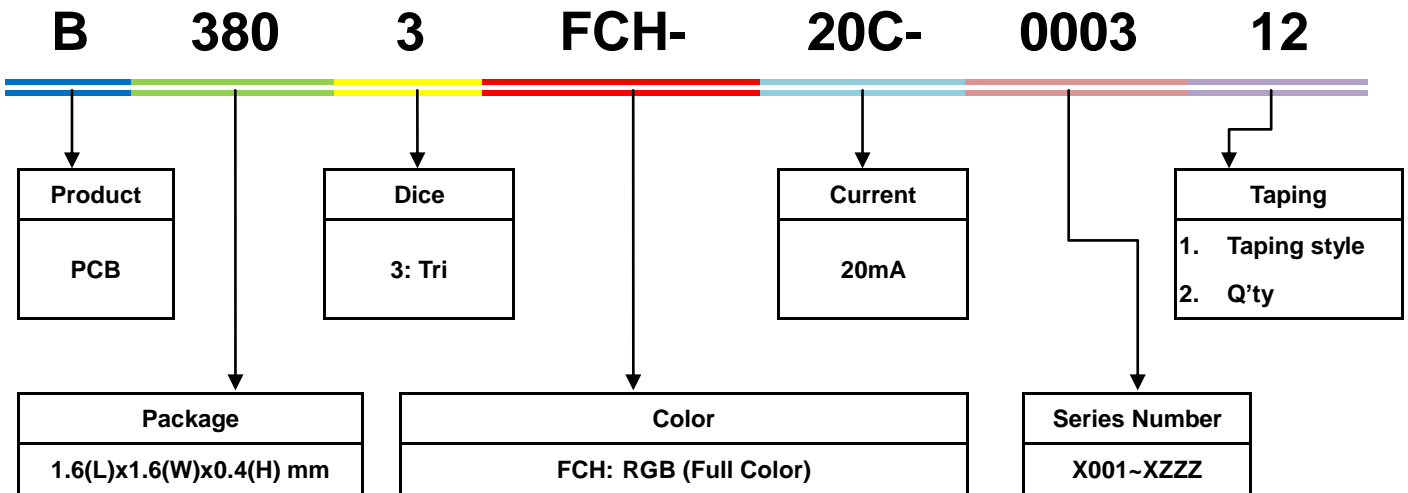 B 380 3 FCH- 20C- 0003 12
Product
PCB
Dice
3: Tri
Current
20mA
Taping
1. Taping style
2. Q’ty
Package
1.6(L)x1.6(W)x0.4(H) mm
Color
FCH: RGB (Full Color)
Series Number
X001~XZZZ